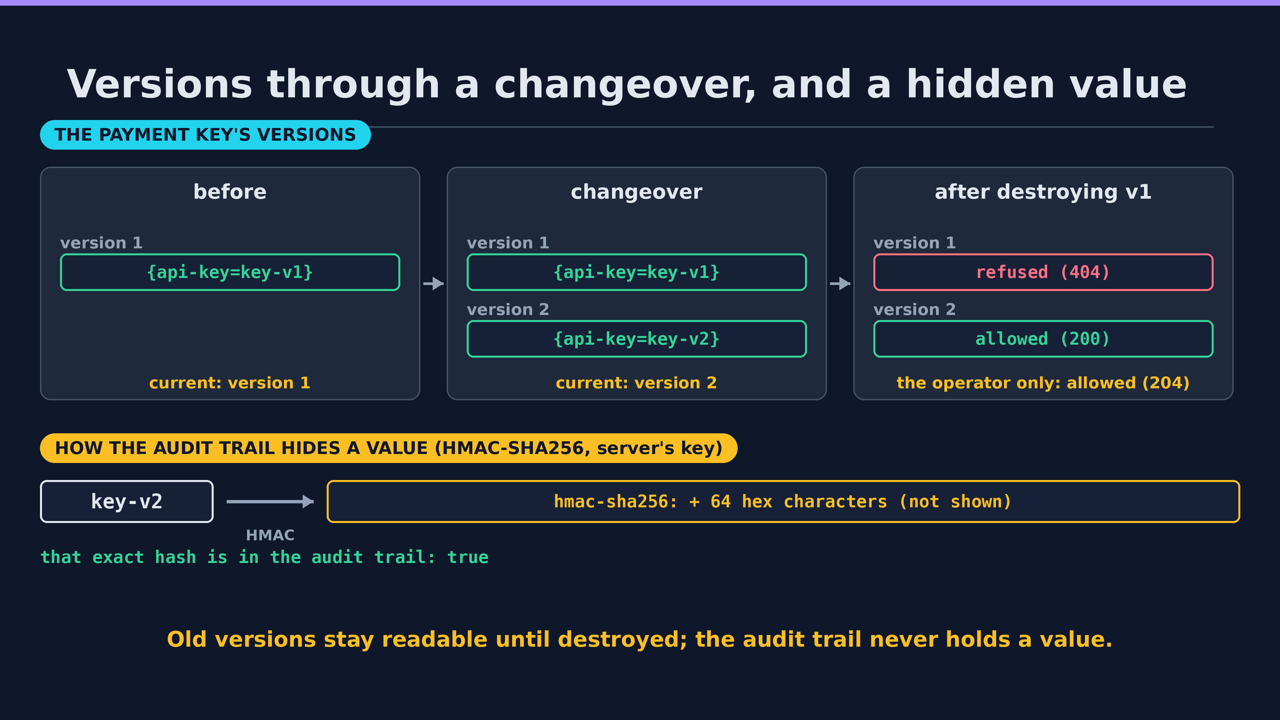 Versions through a changeover, and a hidden value
THE PAYMENT KEY'S VERSIONS
before
version 1
{api-key=key-v1}
current: version 1
changeover
version 1
{api-key=key-v1}
version 2
{api-key=key-v2}
current: version 2
after destroying v1
version 1
refused (404)
version 2
allowed (200)
the operator only: allowed (204)
HOW THE AUDIT TRAIL HIDES A VALUE (HMAC-SHA256, server's key)
key-v2
HMAC
hmac-sha256: + 64 hex characters (not shown)
that exact hash is in the audit trail: true
Old versions stay readable until destroyed; the audit trail never holds a value.